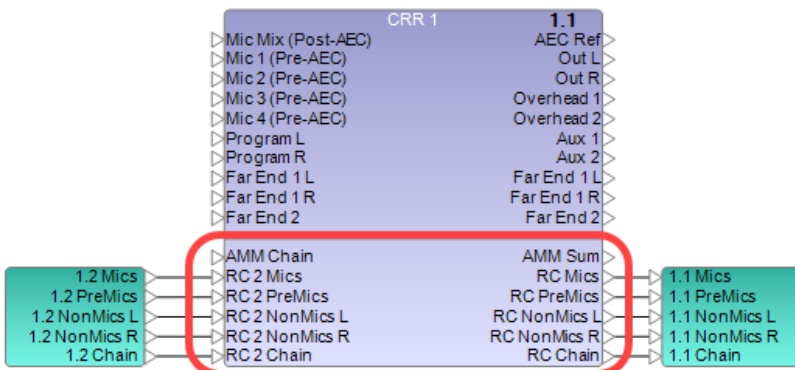 CRR 1 1.1
Mic Mix (Post-AEC) AEC Ref
Mic 1 (Pre-AEC) Out L
Mic 2 (Pre-AEC) Out R
Mic 3 (Pre-AEC) Overhead 1
Mic 4 (Pre-AEC) Overhead 2
Program L Aux 1
Program R Aux 2
Far End 1 L Far End 1 L
Far End 1 R Far End 1 R
Far End 2 Far End 2
AMM Chain AMM Sum
1.2 Mics RC 2 Mics RC Mics 1.1 Mics
1.2 PreMics RC 2 PreMics RC PreMics 1.1 PreMics
1.2 NonMics L RC 2 NonMics L RC NonMics L 1.1 NonMics L
1.2 NonMics R RC 2 NonMics R RC NonMics R 1.1 NonMics R
1.2 Chain RC 2 Chain RC Chain 1.1 Chain